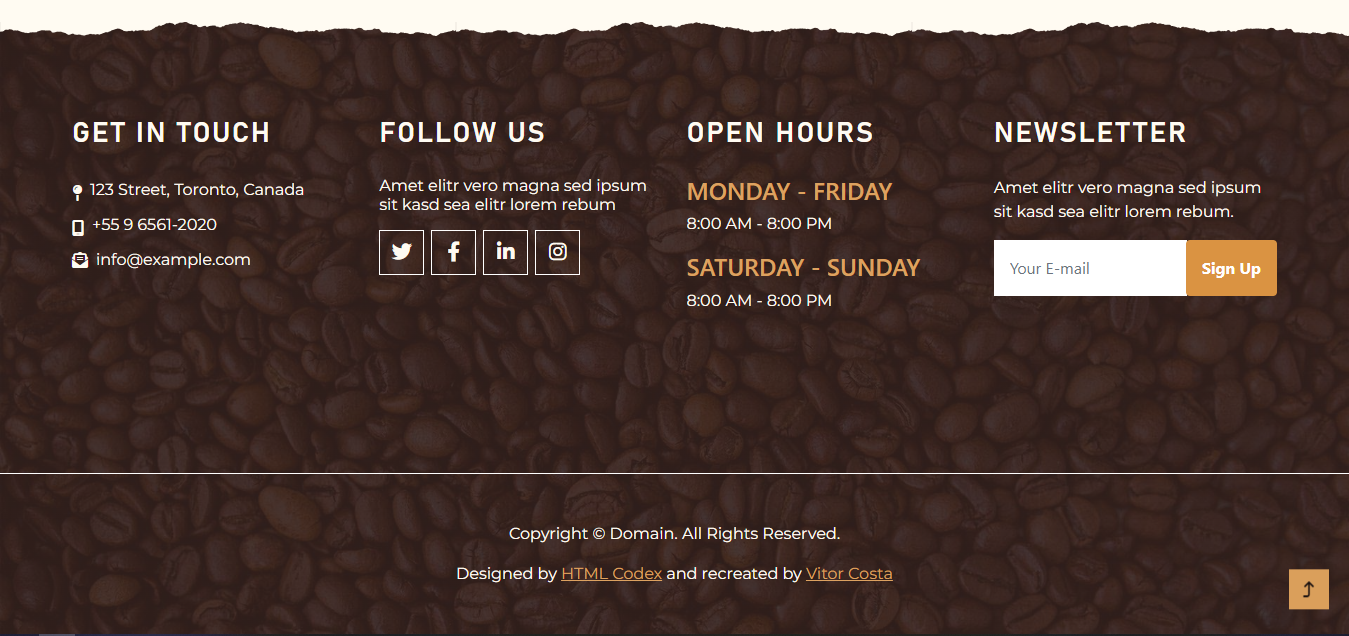 GET IN TOUCH
123 Street, Toronto, Canada
+55 9 6561-2020
info@example.com
FOLLOW US
Amet elitr vero magna sed ipsum
sit kasd sea elitr lorem rebum
OPEN HOURS
MONDAY - FRIDAY
8:00 AM - 8:00 PM
SATURDAY - SUNDAY
8:00 AM - 8:00 PM
NEWSLETTER
Amet elitr vero magna sed ipsum
sit kasd sea elitr lorem rebum.
Your E-mail
Sign Up
Copyright © Domain. All Rights Reserved.
Designed by HTML Codex and recreated by Vitor Costa